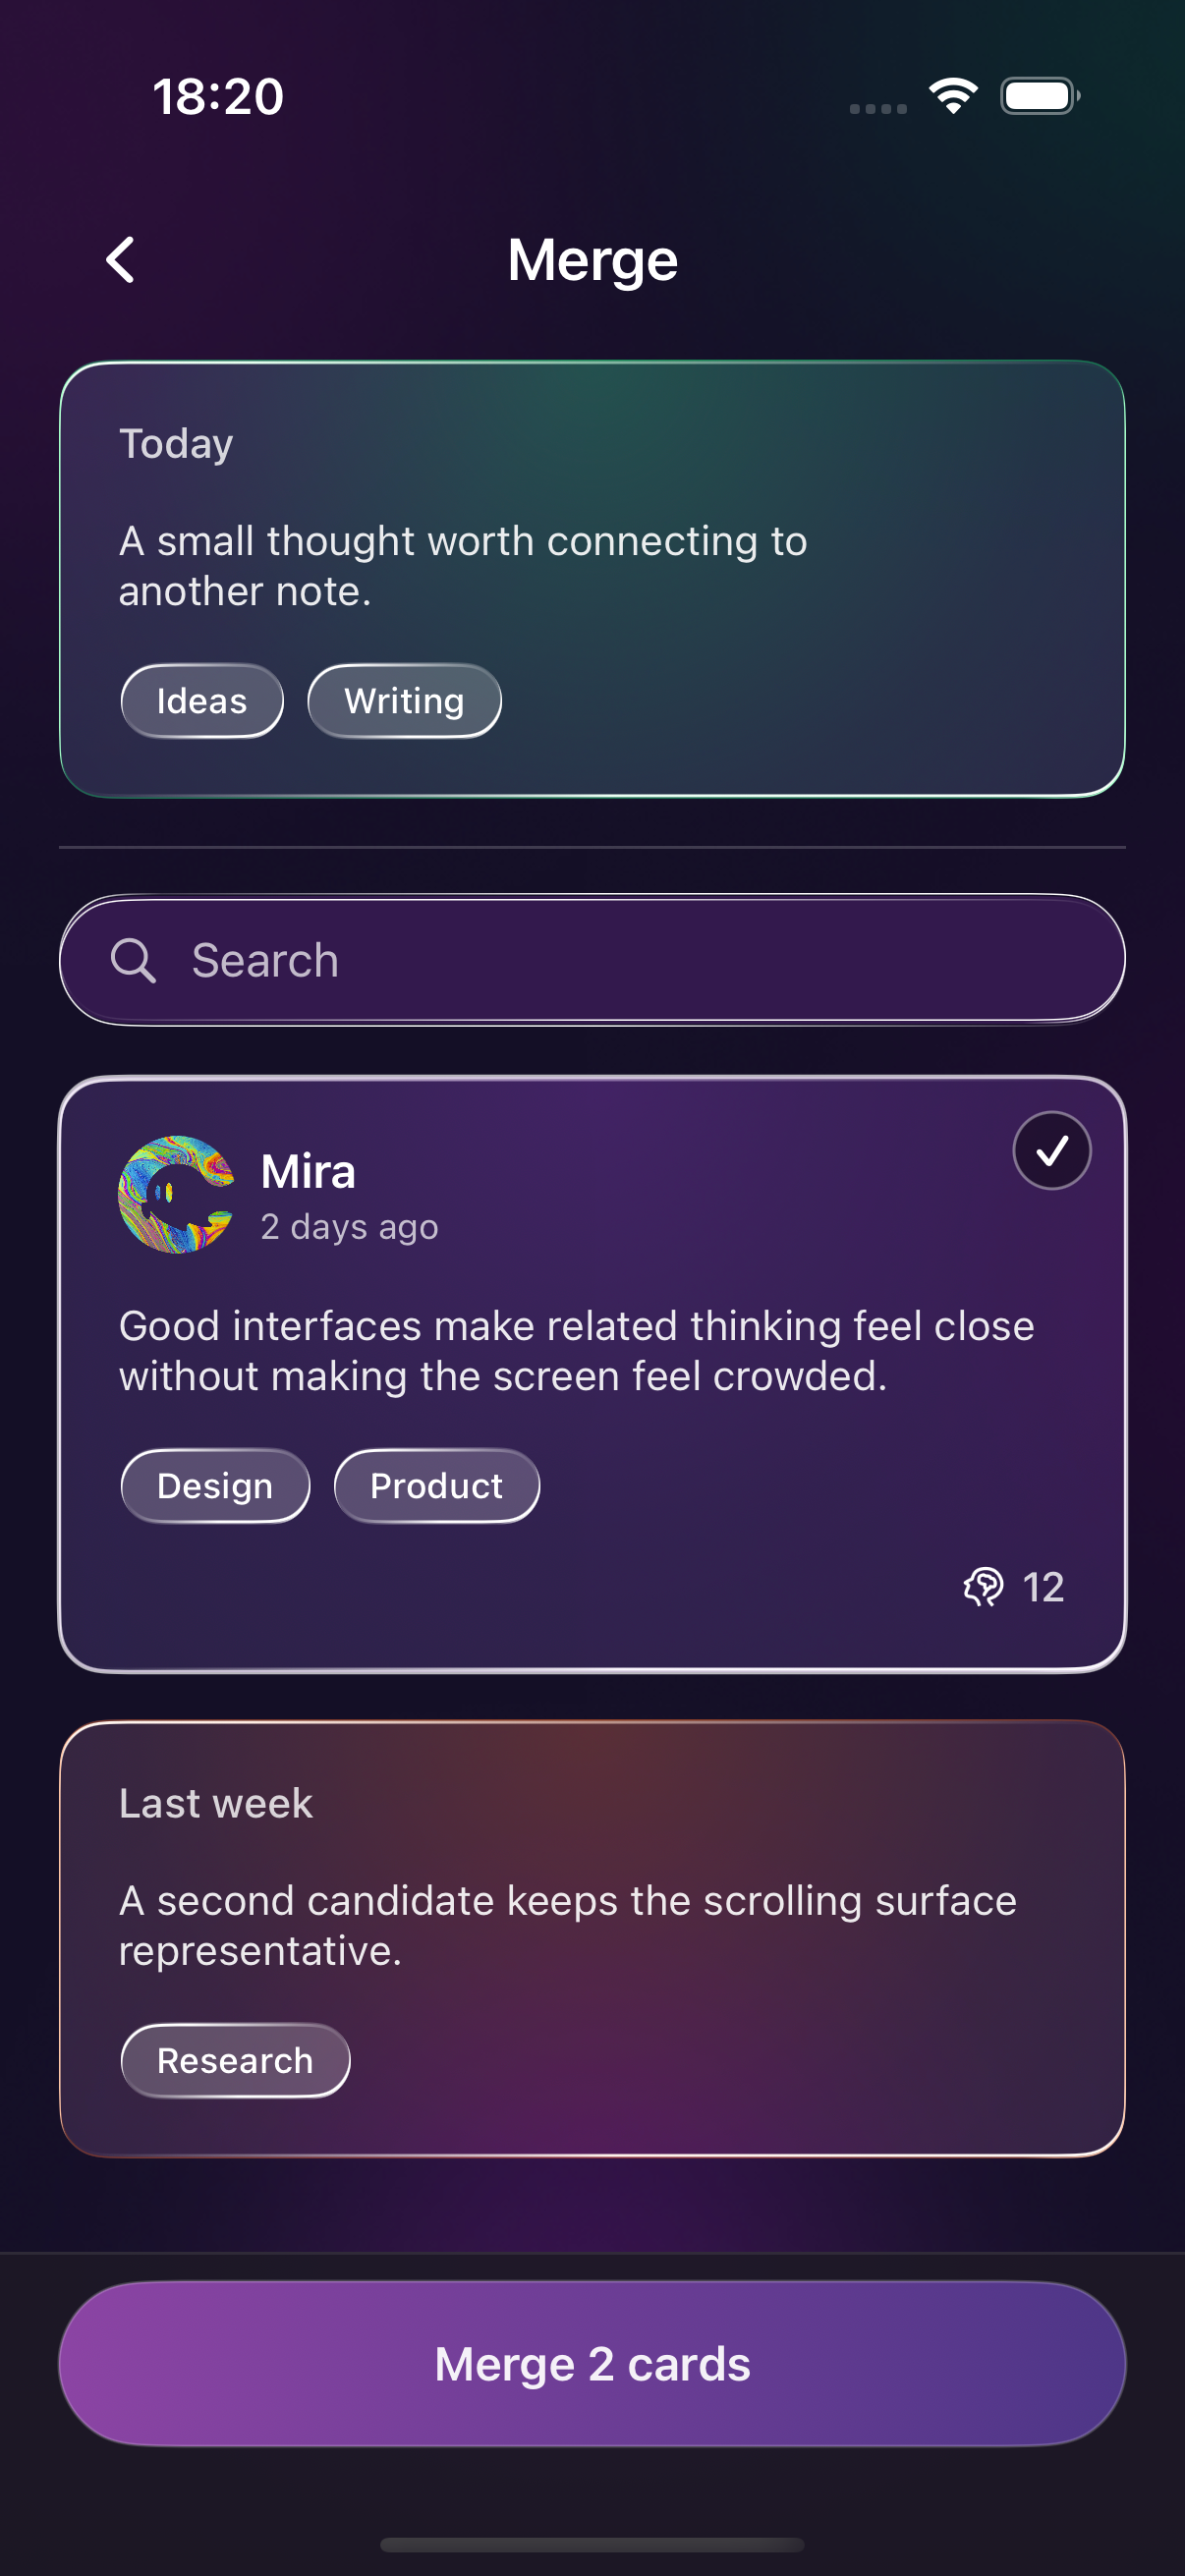 18:20
Merge
Today
A small thought worth connecting to
another note.
Ideas Writing
Search
Mira
2 days ago
Good interfaces make related thinking feel close
without making the screen feel crowded.
Design Product
12
Last week
A second candidate keeps the scrolling surface
representative.
Research
Merge 2 cards